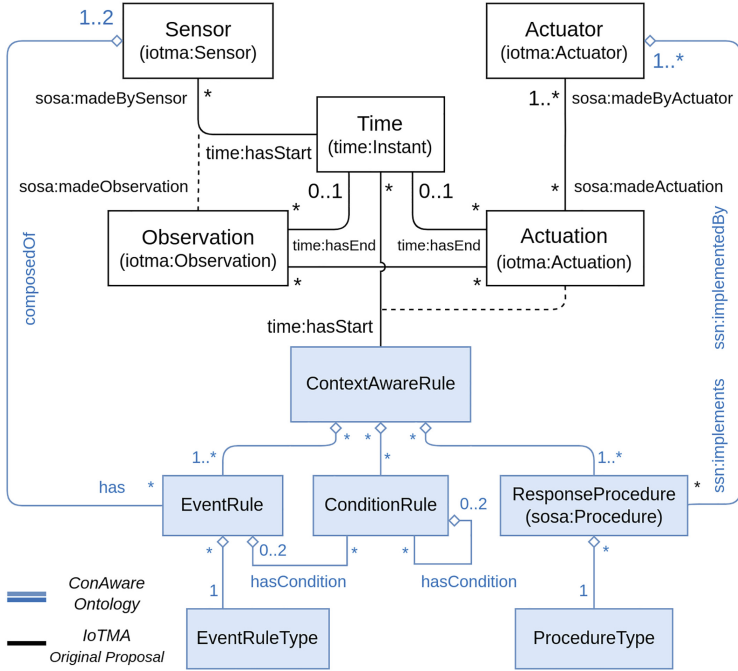 1..2
Sensor
(iotma:Sensor)
Actuator
(iotma:Actuator)
1..*
sosa:madeBySensor
*
1..*
sosa:madeByActuator
Time
(time:Instant)
time:hasStart
sosa:madeObservation
0..1
*
0..1
*
sosa:madeActuation
*
*
Observation
(iotma:Observation)
time:hasEnd
time:hasEnd
Actuation
(iotma:Actuation)
*
*
composedOf
ssn:implementedBy
time:hasStart
ContextAwareRule
*
*
*
1..*
*
1..*
ssn:implements
has
*
EventRule
ConditionRule
0..2
ResponseProcedure
(sosa:Procedure)
*
*
0..2
*
*
*
hasCondition
hasCondition
1
1
ConAware
Ontology
IoTMA
Original Proposal
EventRuleType
ProcedureType